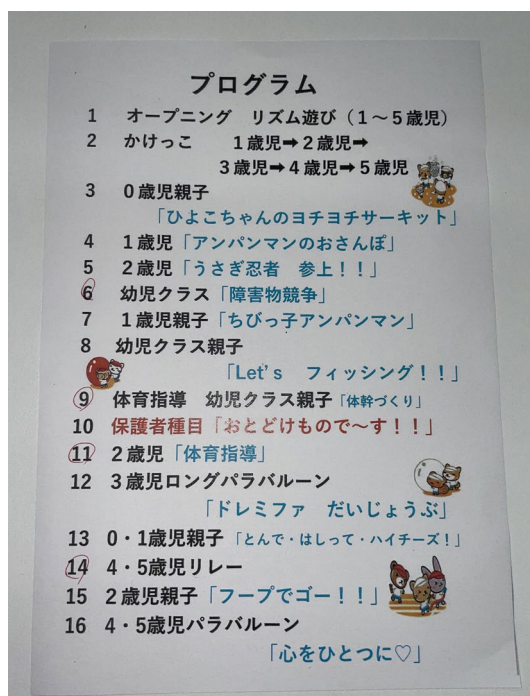 プログラム
1 オープニング リズム遊び（１～５歳児）
2 かけっこ １歳児➡２歳児➡
３歳児➡４歳児➡５歳児
3 ０歳児親子
「ひよこちゃんのヨチヨチサーキット」
4 １歳児「アンパンマンのおさんぽ」
5 ２歳児「うさぎ忍者 参上！！」
6 幼児クラス「障害物競争」
7 １歳児親子「ちびっ子アンパンマン」
8 幼児クラス親子
「Let’s フィッシング！！」
9 体育指導 幼児クラス親子「体幹づくり」
10 保護者種目「おとどけもので～す！！」
11 ２歳児「体育指導」
12 ３歳児ロングパラバルーン
「ドレミファ だいじょうぶ」
13 ０・１歳児親子「とんで・はしって・ハイチーズ！」
14 ４・５歳児リレー
15 ２歳児親子「フープでゴー！！」
16 ４・５歳児パラバルーン
「心をひとつに♡」